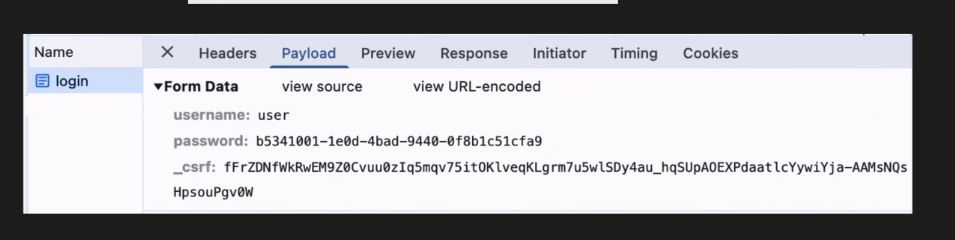 Name
Headers Payload Preview Response Initiator Timing Cookies
login
▾Form Data view source view URL-encoded
username: user
password: b5341001-1e0d-4bad-9440-0f8b1c51cfa9
_csrf: fFrZDNfWkRwEM9Z0Cvuu0zIq5mqv75itOKlveqKLgrm7u5wlSDy4au_hqSUpAOEXPdaatlcYywiYja-AAMsNQs
HpsouPgv0W